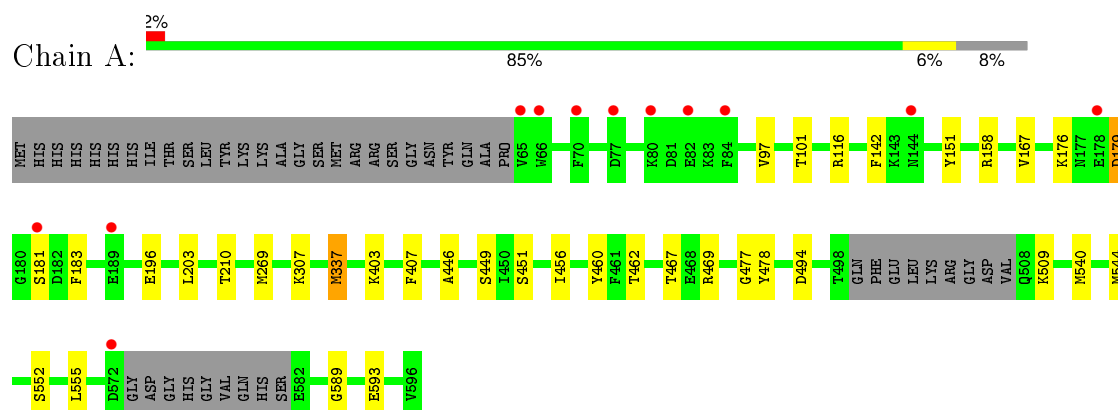 2%
Chain A:
85% 6% 8%
MET HIS HIS HIS HIS HIS HIS ILE THR SER LEU TYR LYS LYS ALA GLY SER MET ARG ARG SER GLY ASN TYR GLN ALA PRO V65 W66 F70 D77 K80 D81 E82 K83 F84 V97 T101 R116 F142 K143 N144 Y151 R158 V167 K176 N177 E178 D179
G180 S181 D182 F183 E189 E196 L203 T210 M269 K307 M337 K403 F407 A446 S449 I450 S451 I456 Y460 F461 T462 T467 E468 R469 G477 Y478 D494 T498 GLN PHE GLU LEU LYS ARG GLY ASP VAL Q508 K509 M540 M544
S552 L555 D572 GLY ASP GLY HIS GLY VAL GLN HIS SER E582 G589 E593 V596